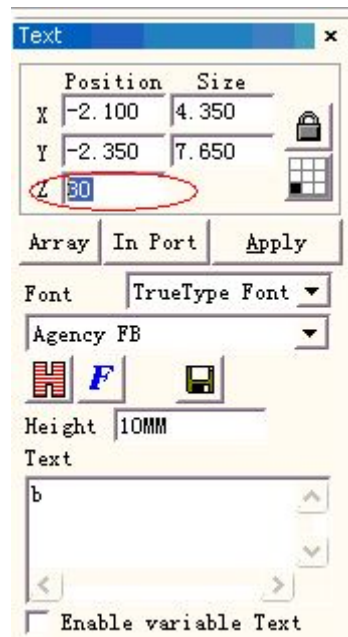 Text
Position Size
X -2.100 4.350
Y -2.350 7.650
Z 30
Array In Port Apply
Font TrueType Font
Agency FB
H F
Height 10MM
Text
b
Enable variable Text